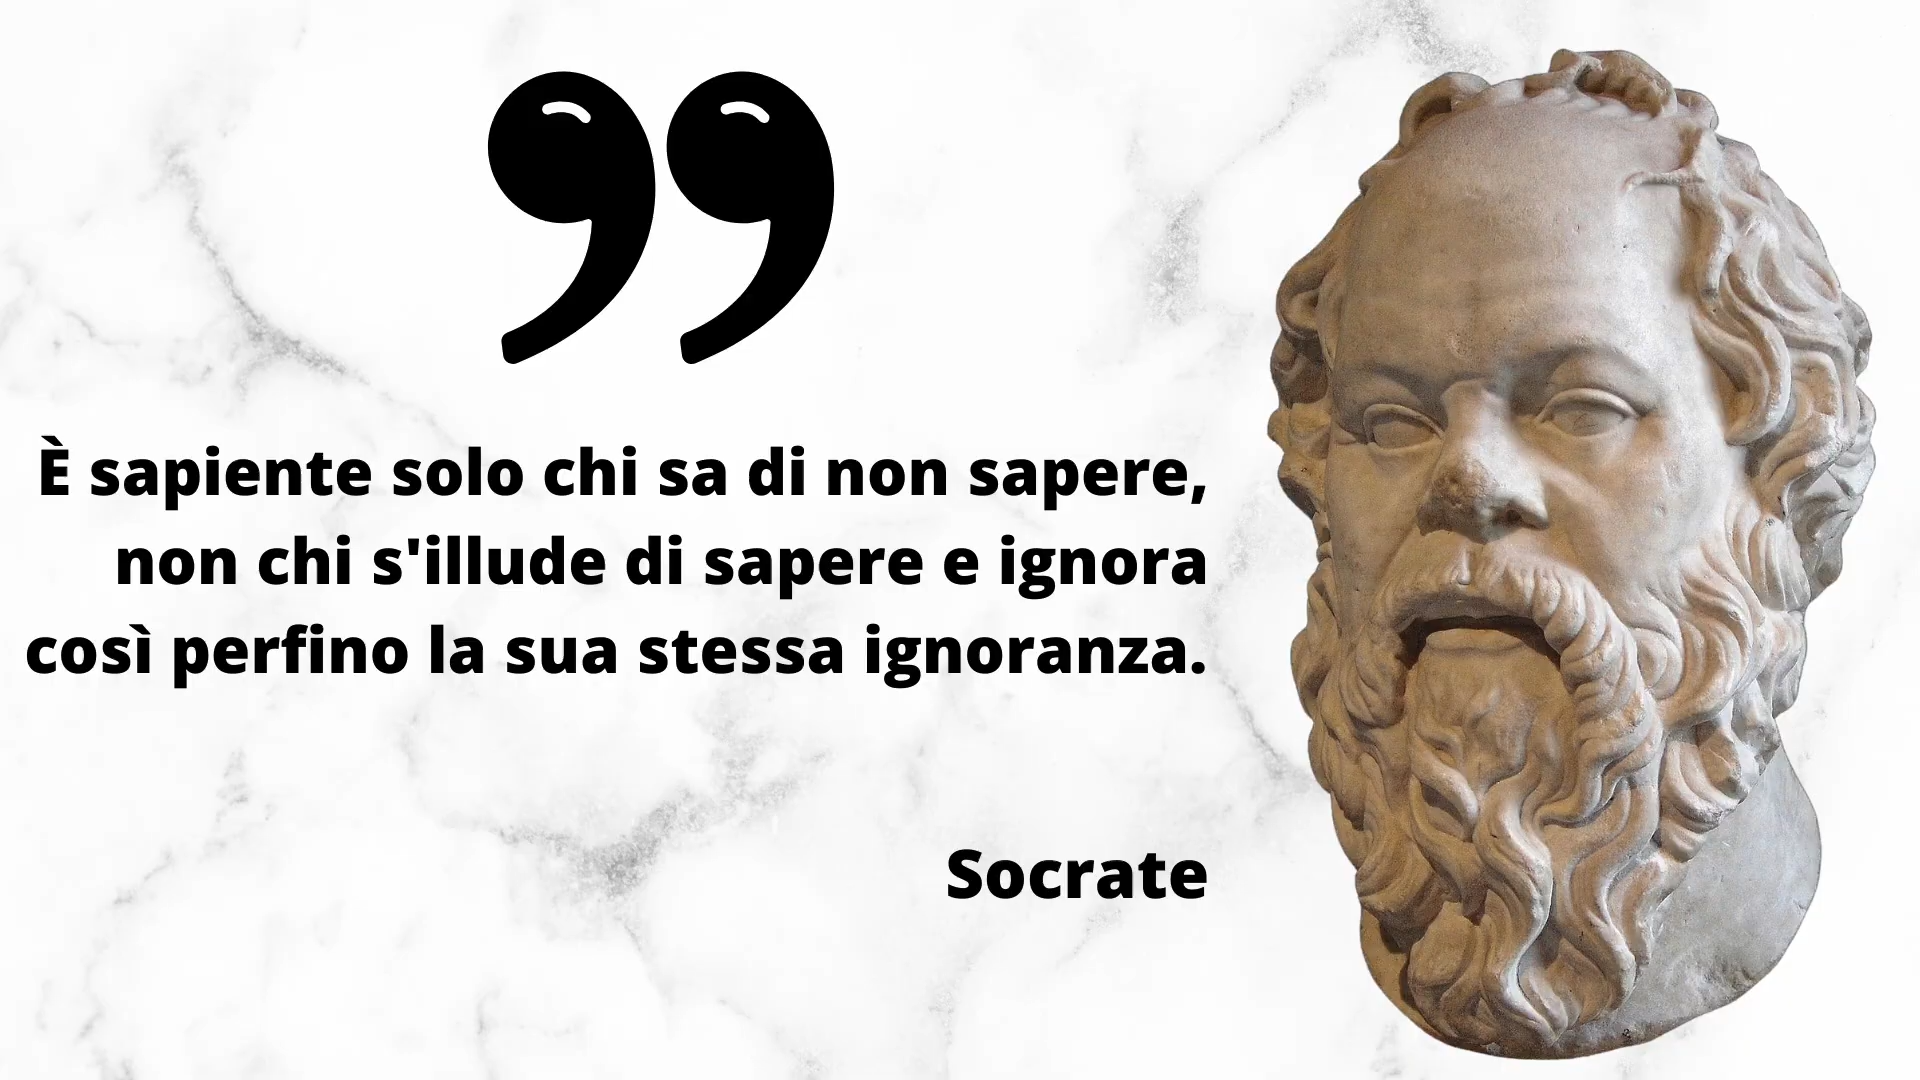 È sapiente solo chi sa di non sapere,
non chi s'illude di sapere e ignora
così perfino la sua stessa ignoranza.
Socrate